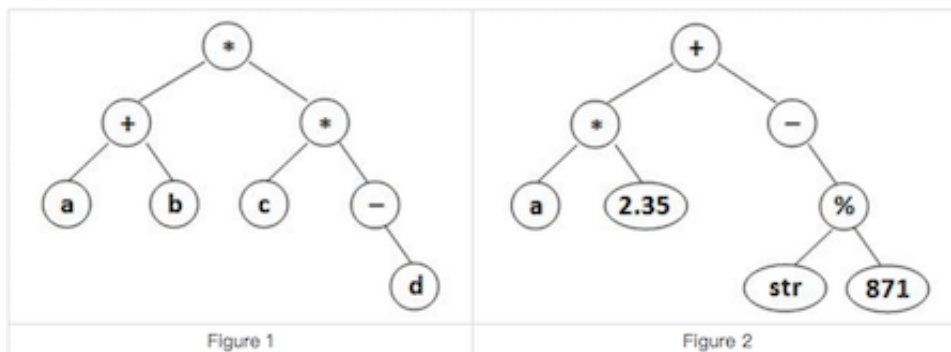 * +
+ * * −
a b c − a 2.35 %
d str 871
Figure 1 Figure 2